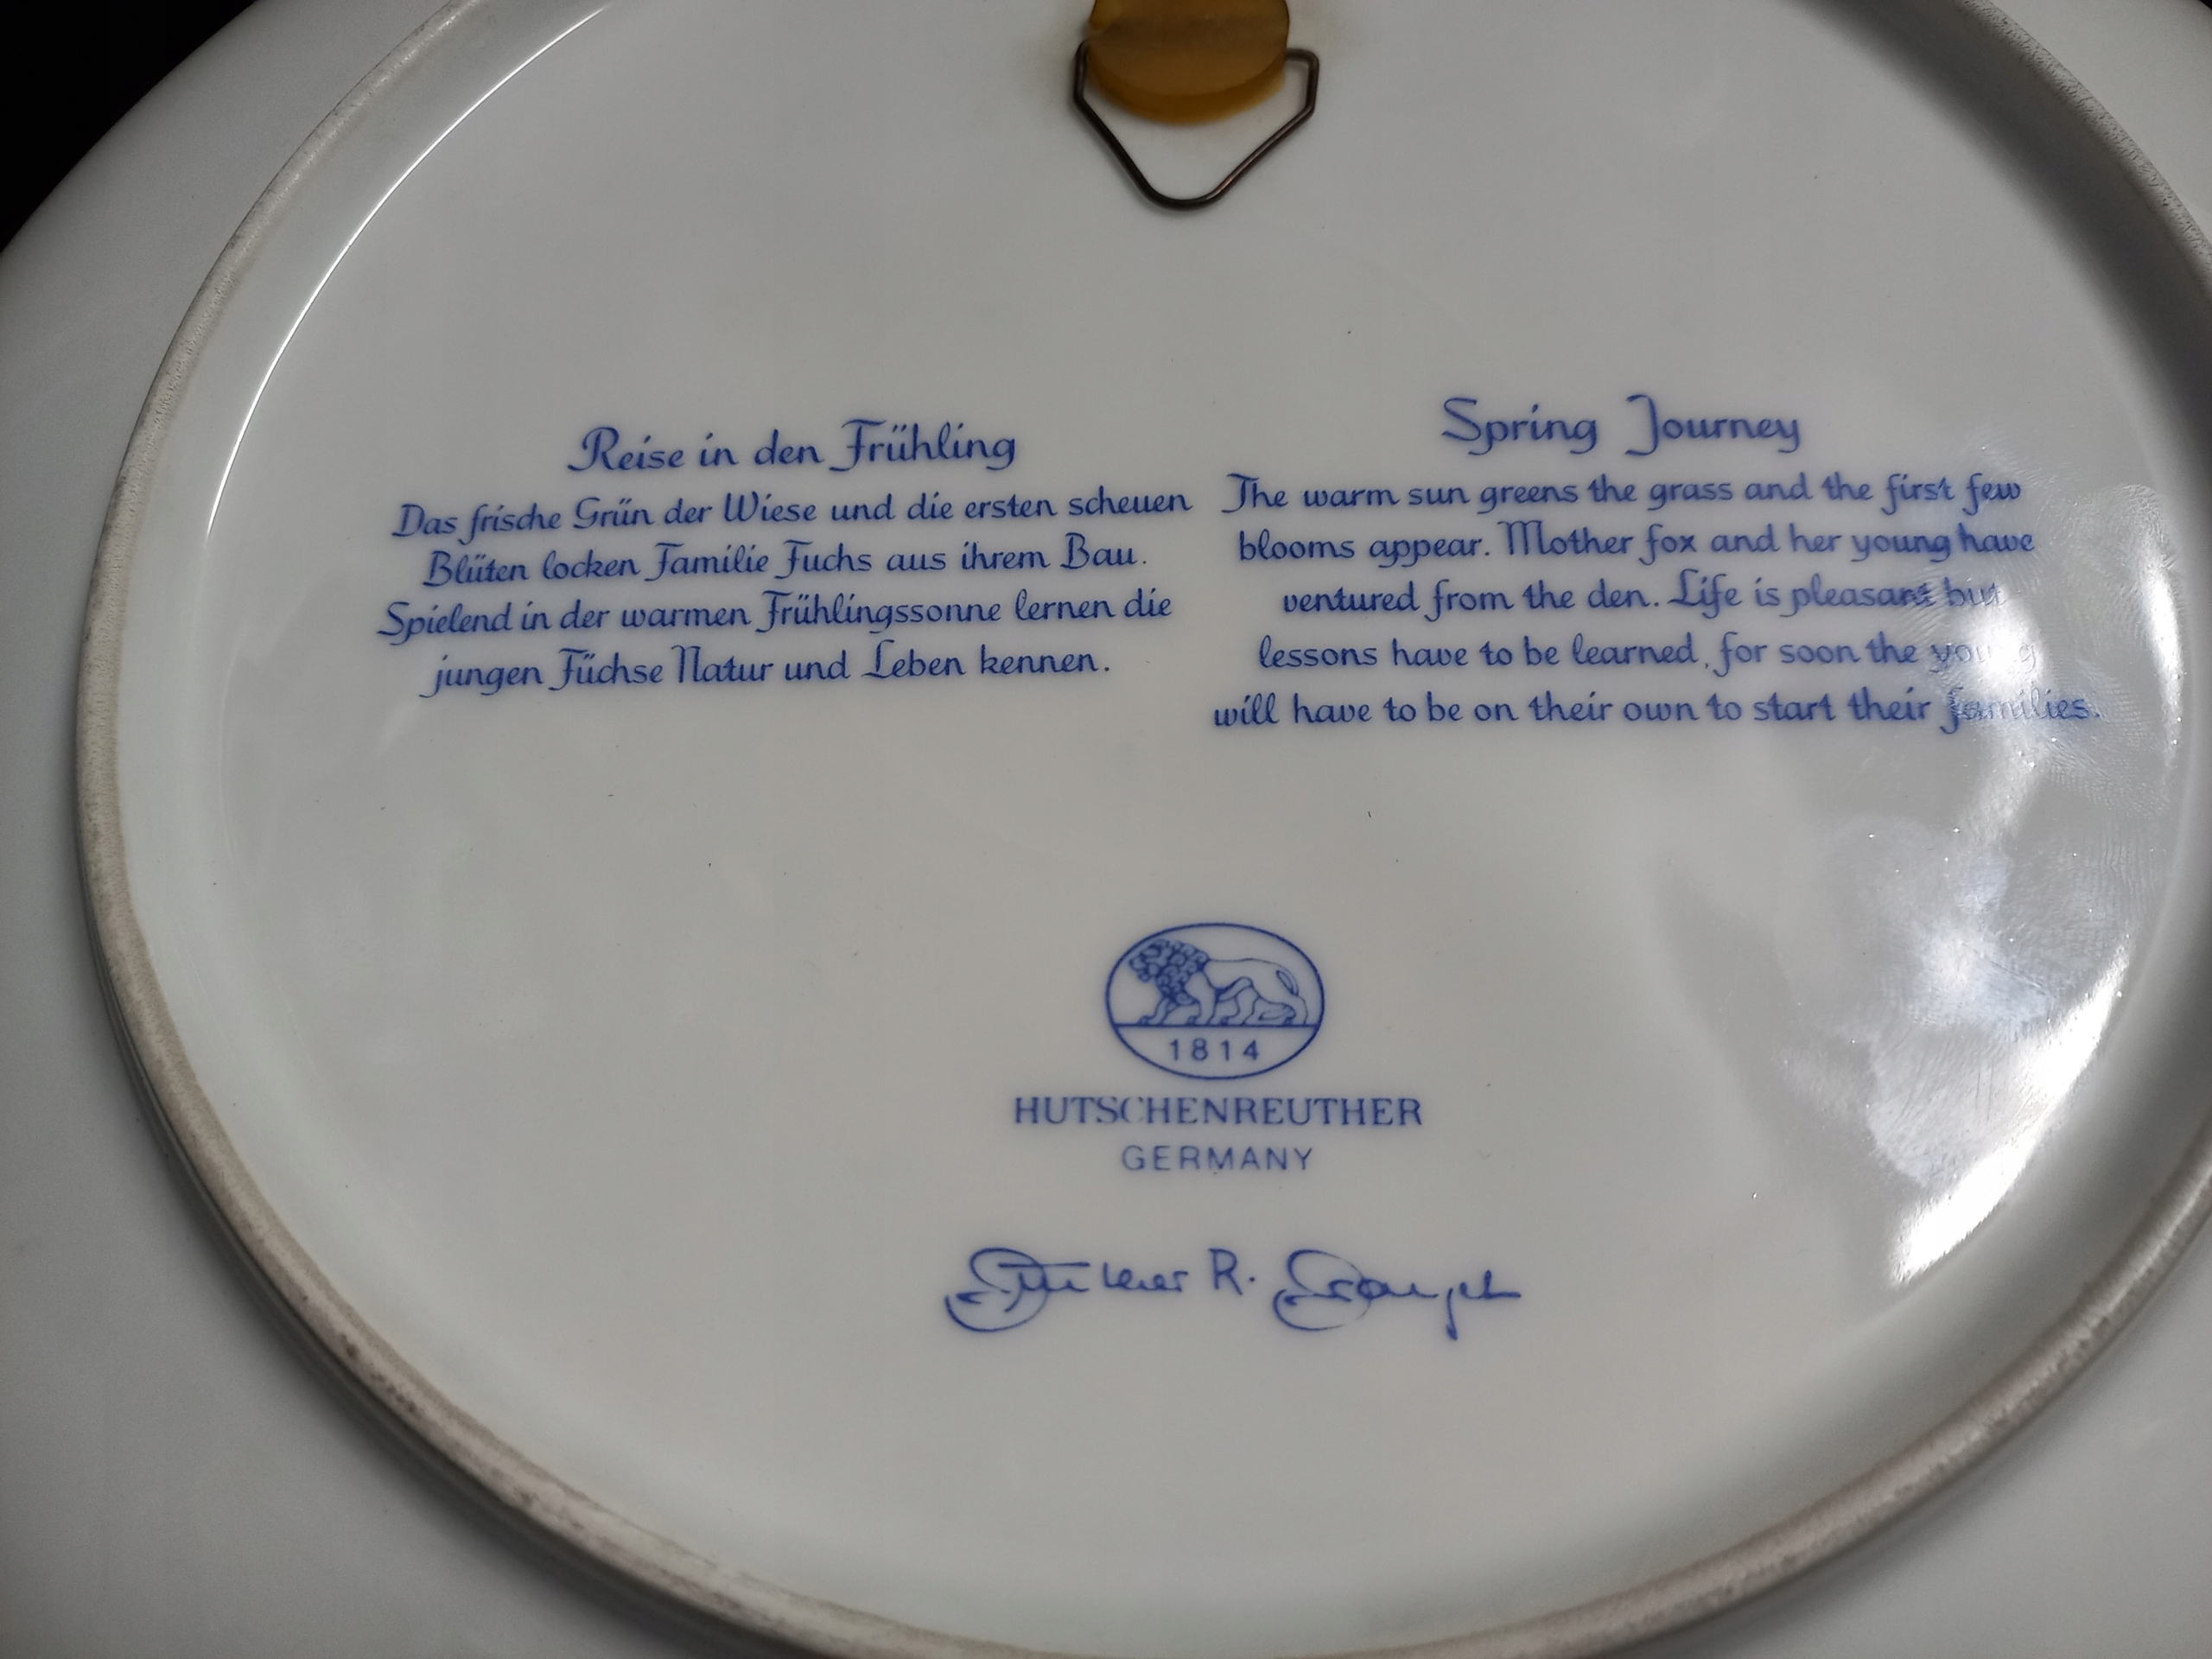 Reise in den Frühling
Das frische Grün der Wiese und die ersten scheuen
Blüten locken Familie Fuchs aus ihrem Bau.
Spielend in der warmen Frühlingssonne lernen die
jungen Füchse Natur und Leben kennen.
Spring Journey
The warm sun greens the grass and the first few
blooms appear. Mother fox and her young have
ventured from the den. Life is pleasant but
lessons have to be learned, for soon the young
will have to be on their own to start their families.
1814
HUTSCHENREUTHER
GERMANY
R.